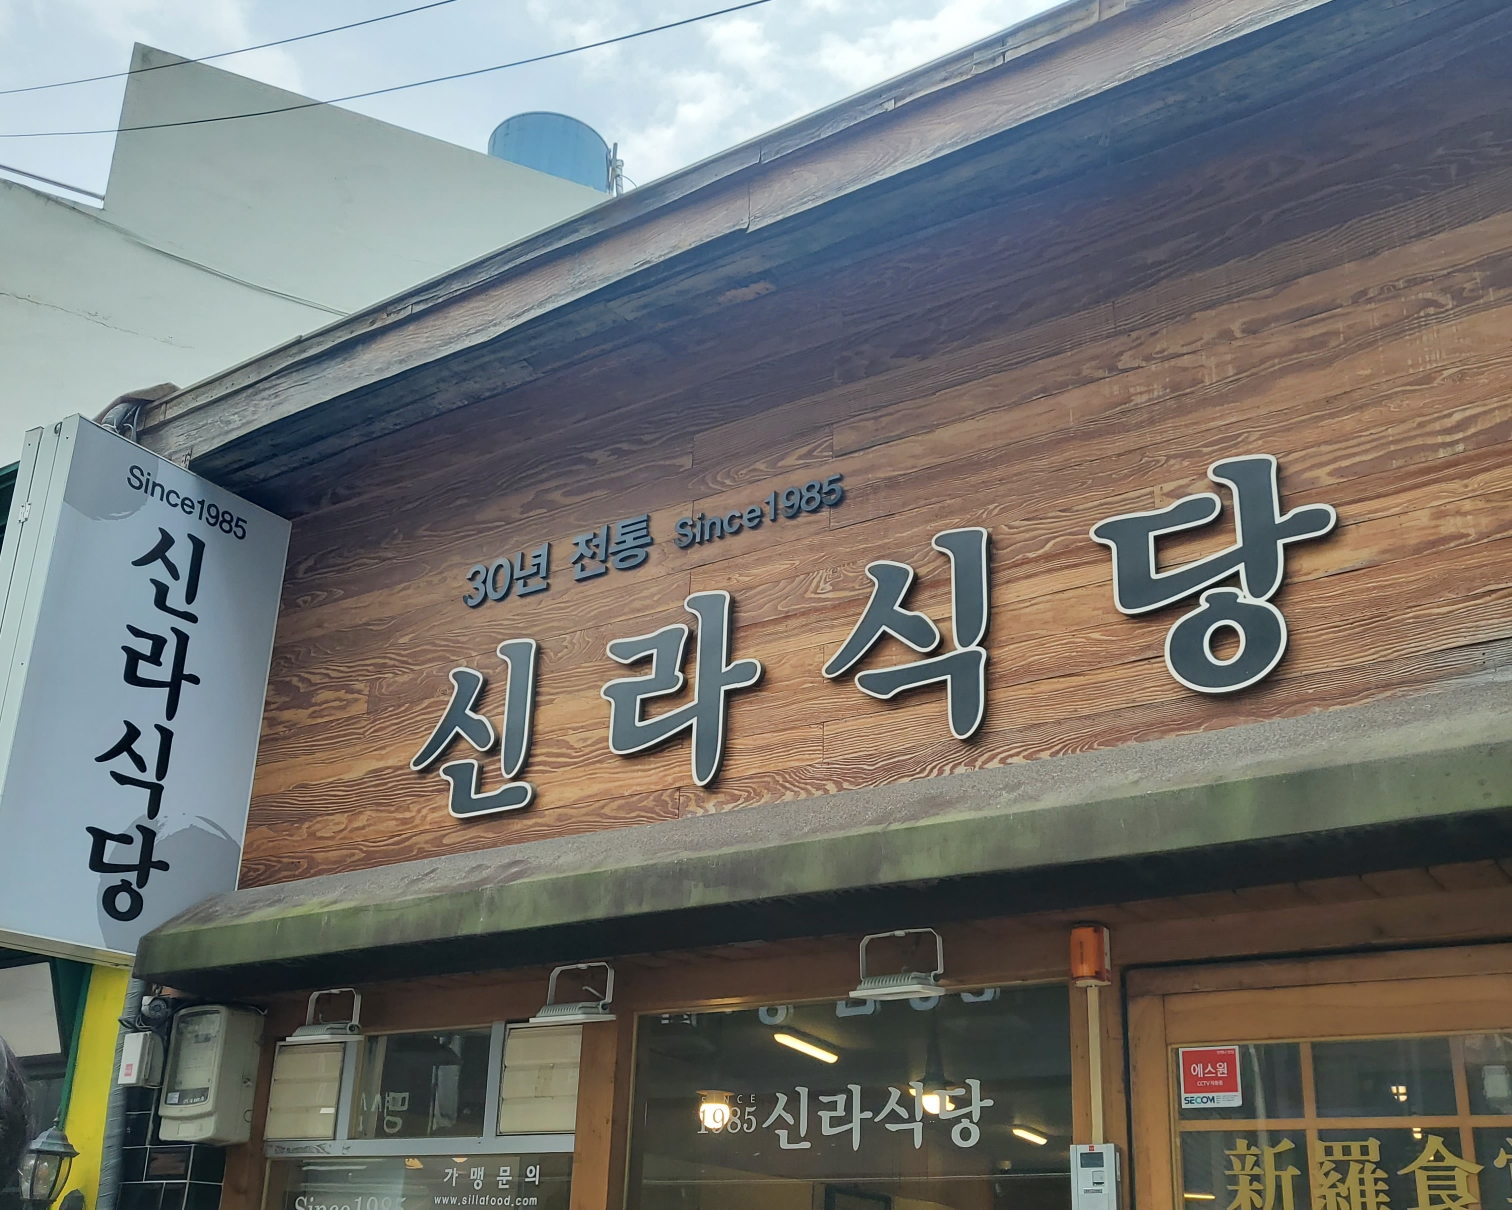 Since1985
신라식당
30년 전통 Since1985
신라식당
SINCE
1985 신라식당
가맹문의
www.sillafood.com
Since1985
에스원
SECOM
新羅食